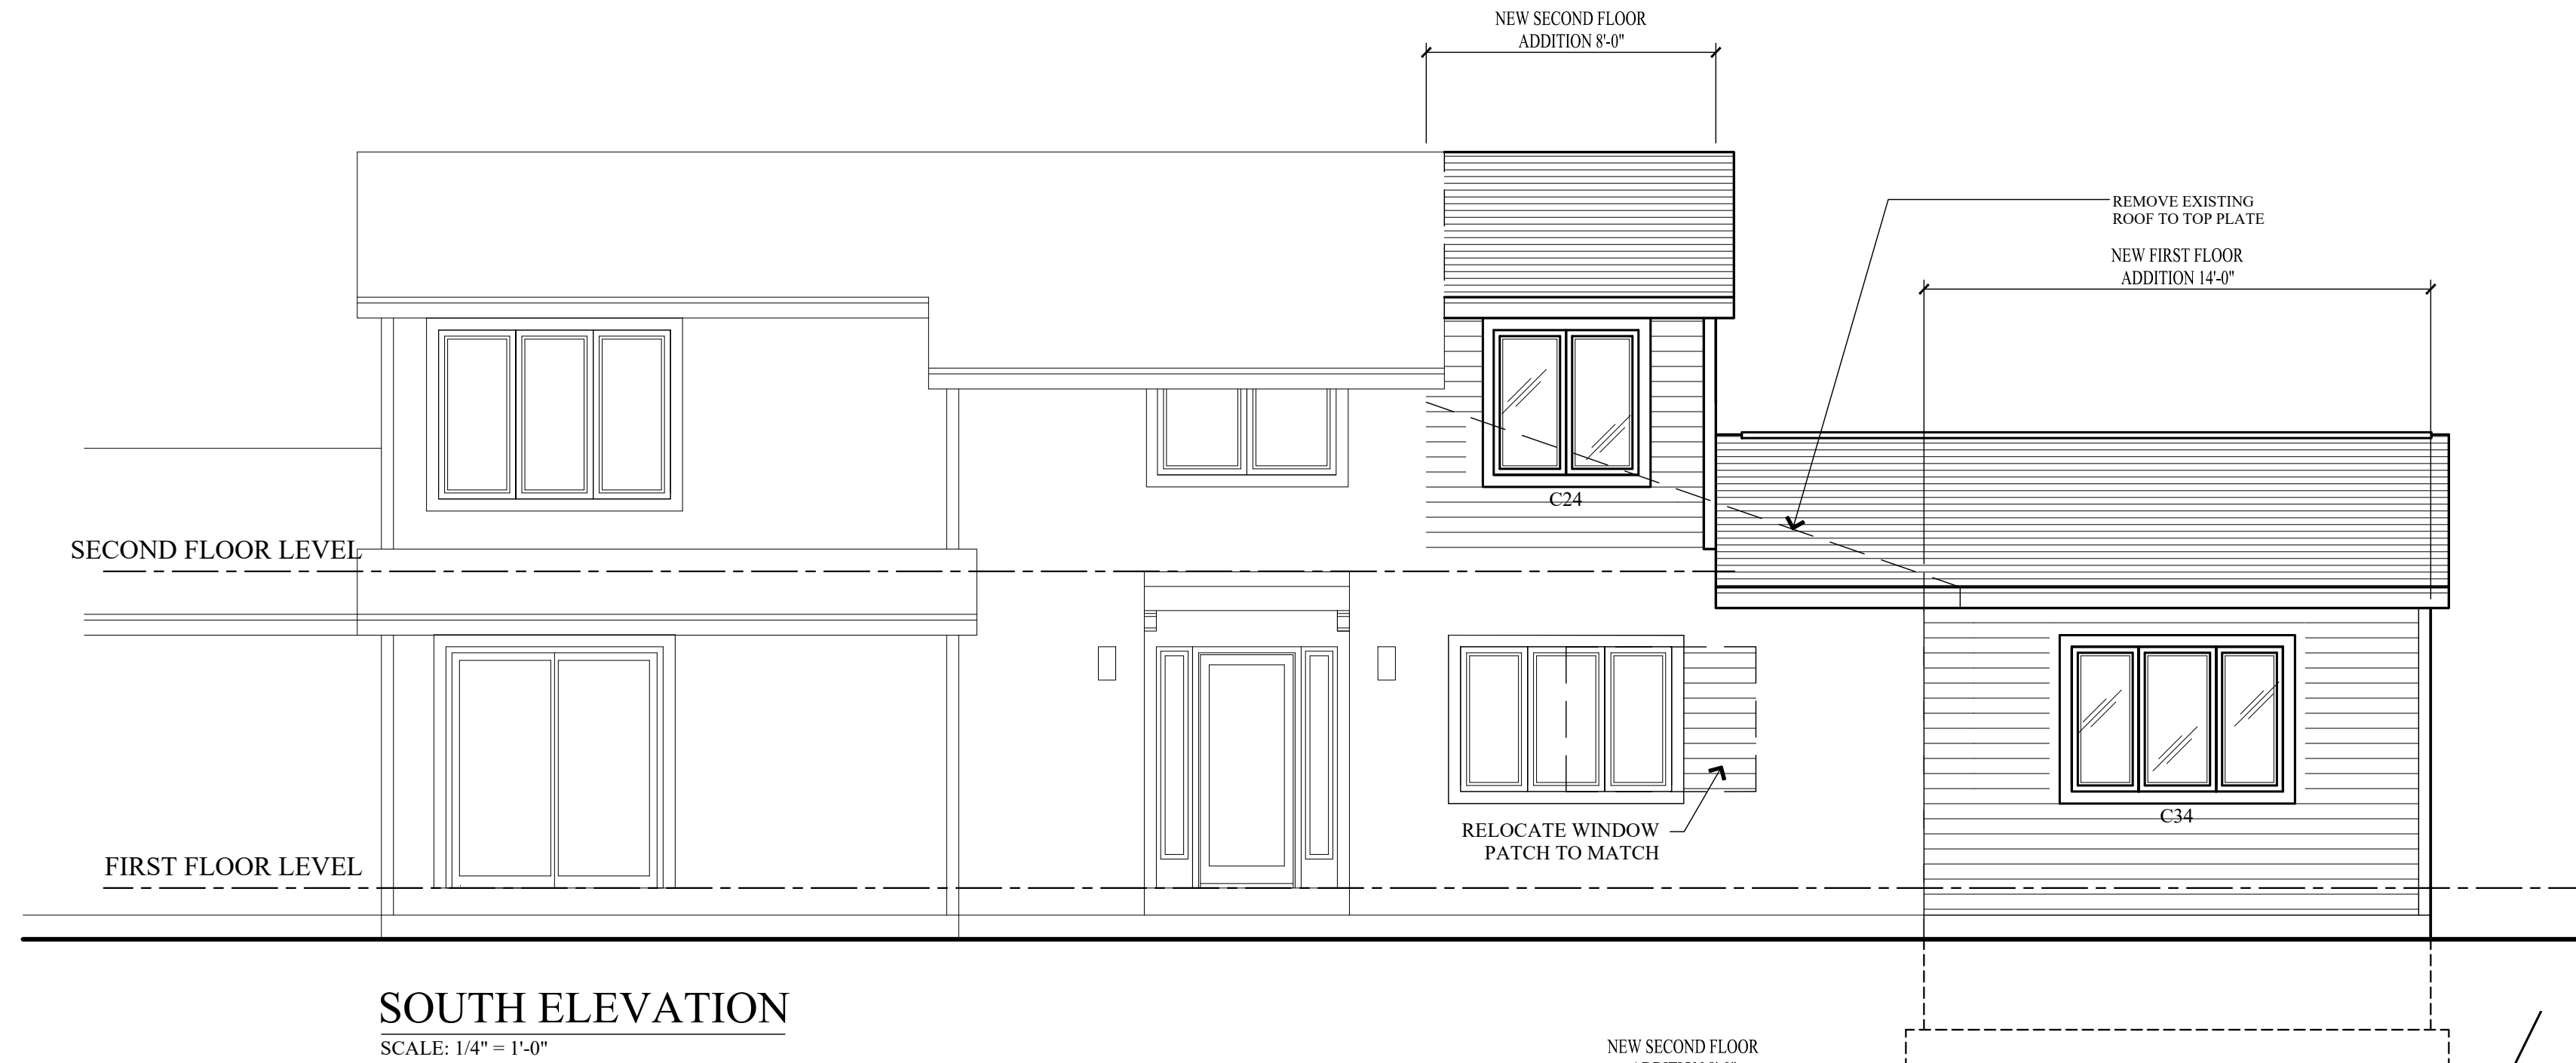 NEW SECOND FLOOR
ADDITION 8'-0"
REMOVE EXISTING
ROOF TO TOP PLATE
NEW FIRST FLOOR
ADDITION 14'-0"
C24
SECOND FLOOR LEVEL
RELOCATE WINDOW
PATCH TO MATCH
C34
FIRST FLOOR LEVEL
SOUTH ELEVATION
SCALE: 1/4" = 1'-0"
NEW SECOND FLOOR